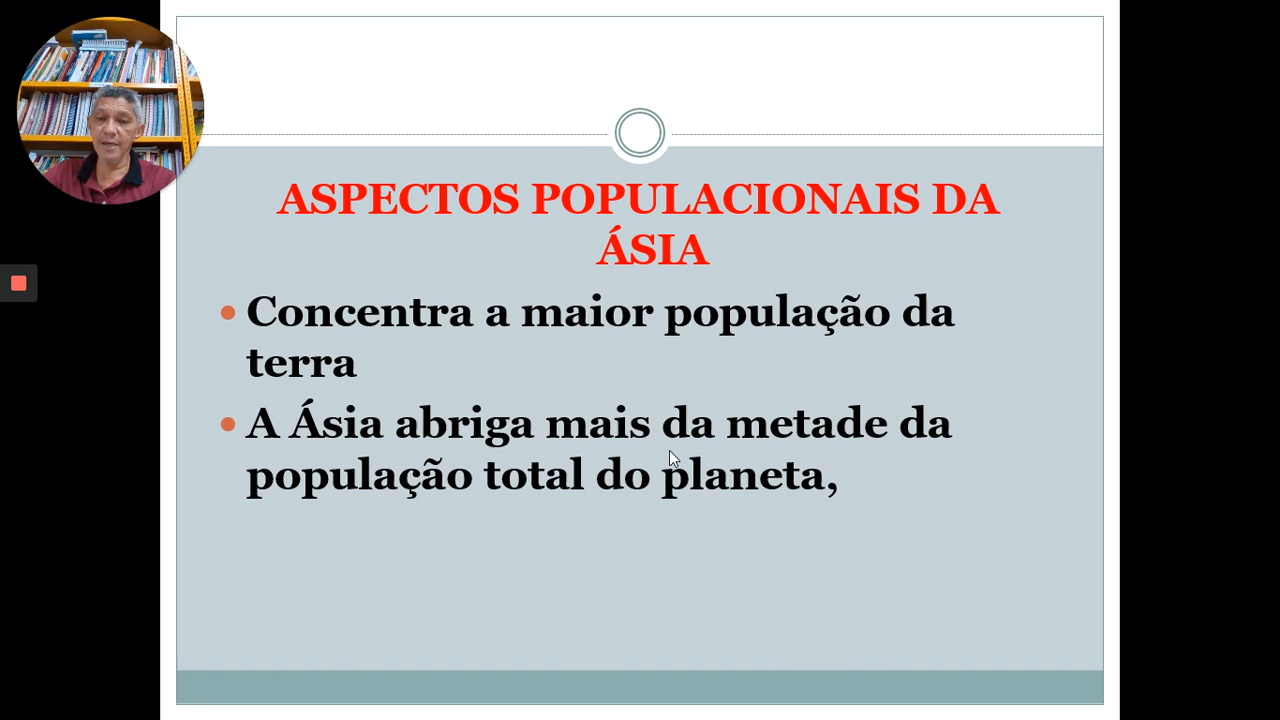 ASPECTOS POPULACIONAIS DA
ÁSIA
• Concentra a maior população da
terra
• A Ásia abriga mais da metade da
população total do planeta,